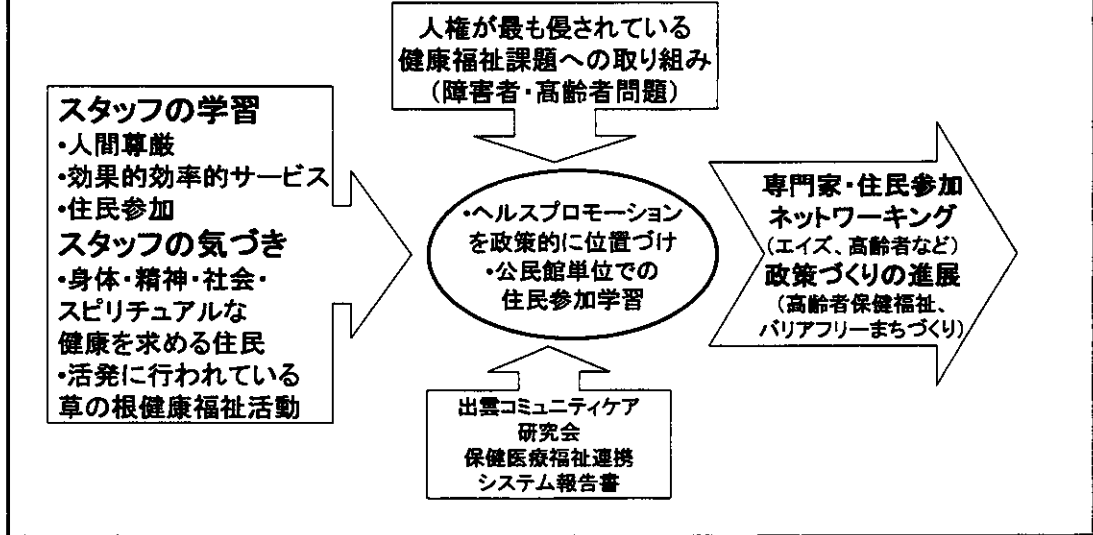 人権が最も侵されている
健康福祉課題への取り組み
(障害者・高齢者問題)
スタッフの学習
・人間尊厳
・効果的効率的サービス
・住民参加
スタッフの気づき
・身体・精神・社会・
スピリチュアルな
健康を求める住民
・活発に行われている
草の根健康福祉活動
・ヘルスプロモーション
を政策的に位置づけ
・公民館単位での
住民参加学習
専門家・住民参加
ネットワーキング
(エイズ、高齢者など)
政策づくりの進展
(高齢者保健福祉、
バリアフリーまちづくり)
出雲コミュニティケア
研究会
保健医療福祉連携
システム報告書